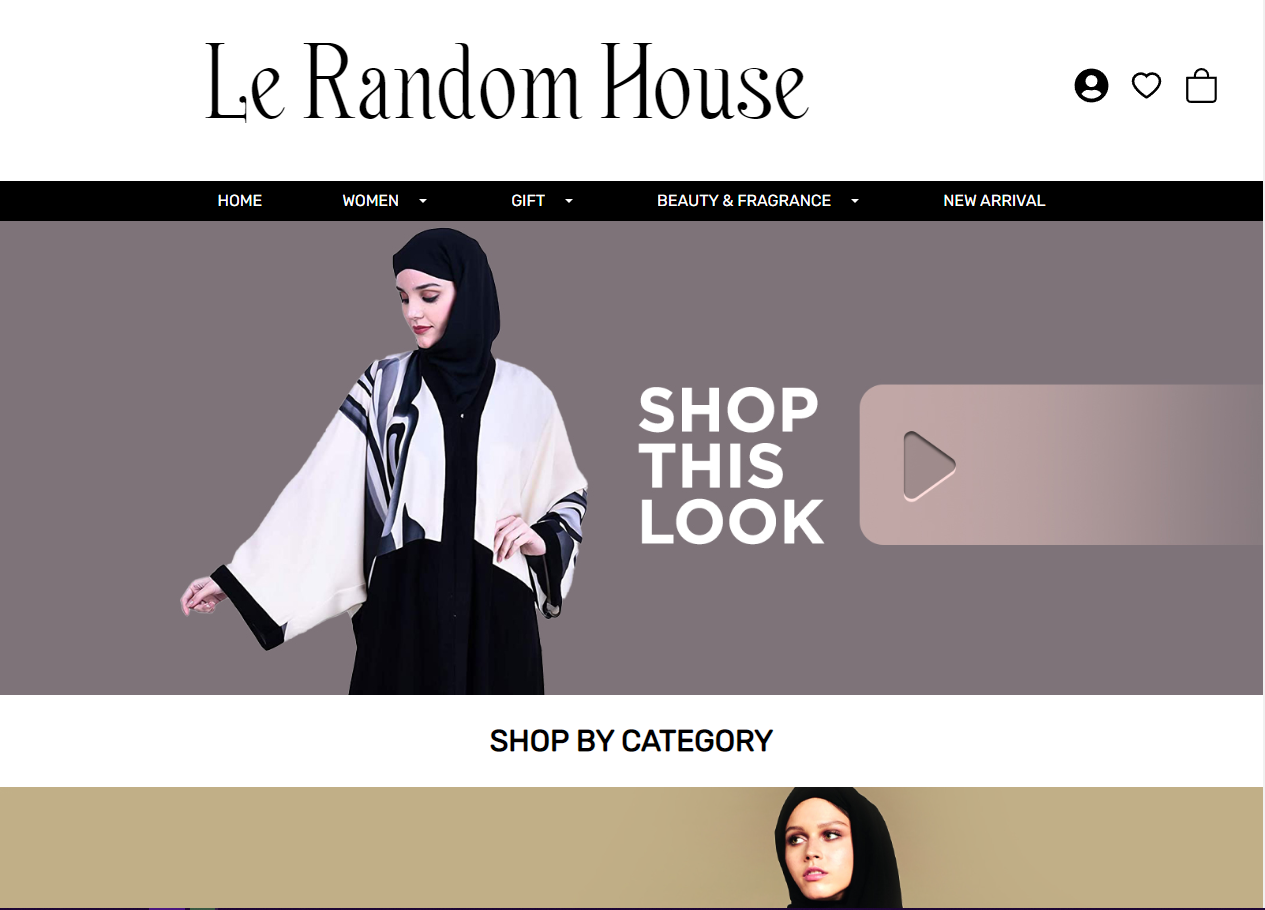 Le Random House
HOME WOMEN GIFT BEAUTY & FRAGRANCE NEW ARRIVAL
SHOP
THIS
LOOK
SHOP BY CATEGORY